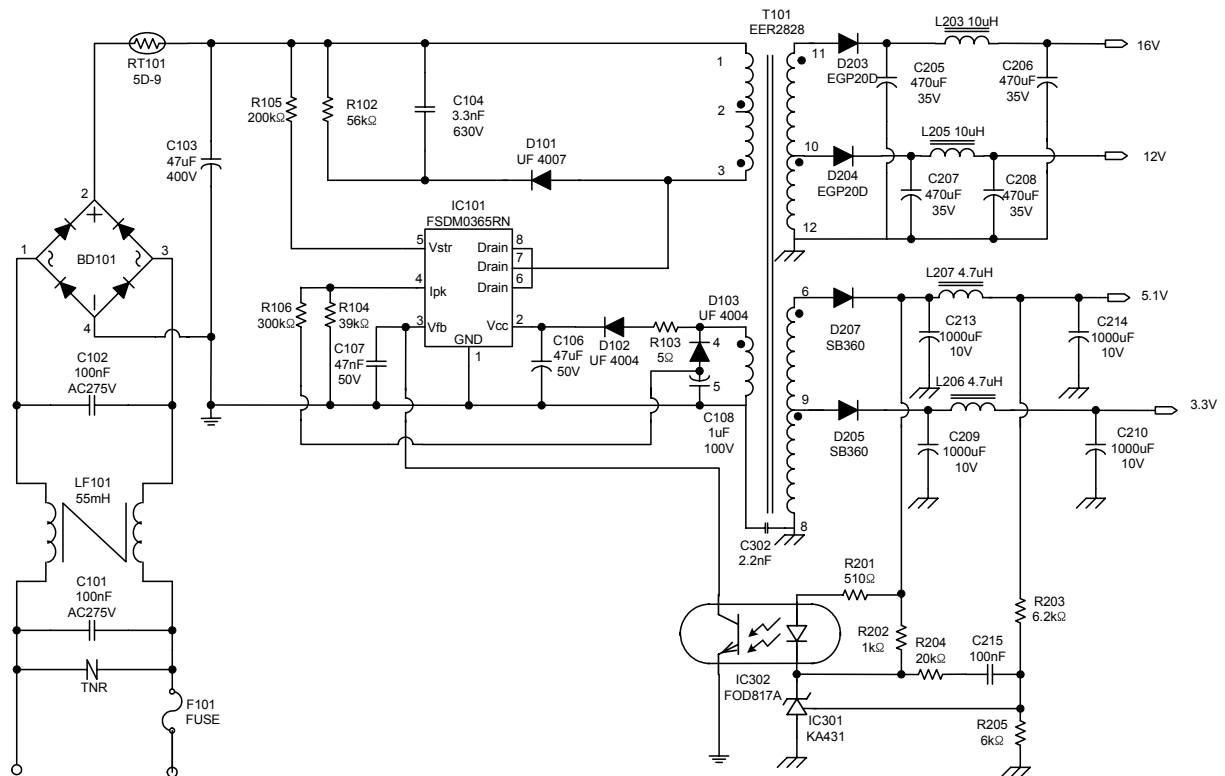 T101
EER2828
RT101
5D-9
C103
47uF
400V
R105
200kΩ
R102
56kΩ
C104
3.3nF
630V
D101
UF 4007
1
2
3
11
10
12
D203
EGP20D
L203 10uH
C205
470uF
35V
C206
470uF
35V
16V
D204
EGP20D
L205 10uH
C207
470uF
35V
C208
470uF
35V
12V
2
1
3
4
BD101
IC101
FSDM0365RN
5
Vstr
4
Ipk
3
Vfb
Drain
8
Drain
7
Drain
6
Vcc
2
GND
1
R106
300kΩ
R104
39kΩ
C107
47nF
50V
C106
47uF
50V
D102
UF 4004
R103
5Ω
D103
UF 4004
4
5
C108
1uF
100V
6
D207
SB360
L207 4.7uH
C213
1000uF
10V
C214
1000uF
10V
5.1V
9
D205
SB360
L206 4.7uH
C209
1000uF
10V
C210
1000uF
10V
3.3V
8
C302
2.2nF
C102
100nF
AC275V
LF101
55mH
C101
100nF
AC275V
TNR
F101
FUSE
R201
510Ω
R202
1kΩ
R204
20kΩ
C215
100nF
R203
6.2kΩ
IC302
FOD817A
IC301
KA431
R205
6kΩ